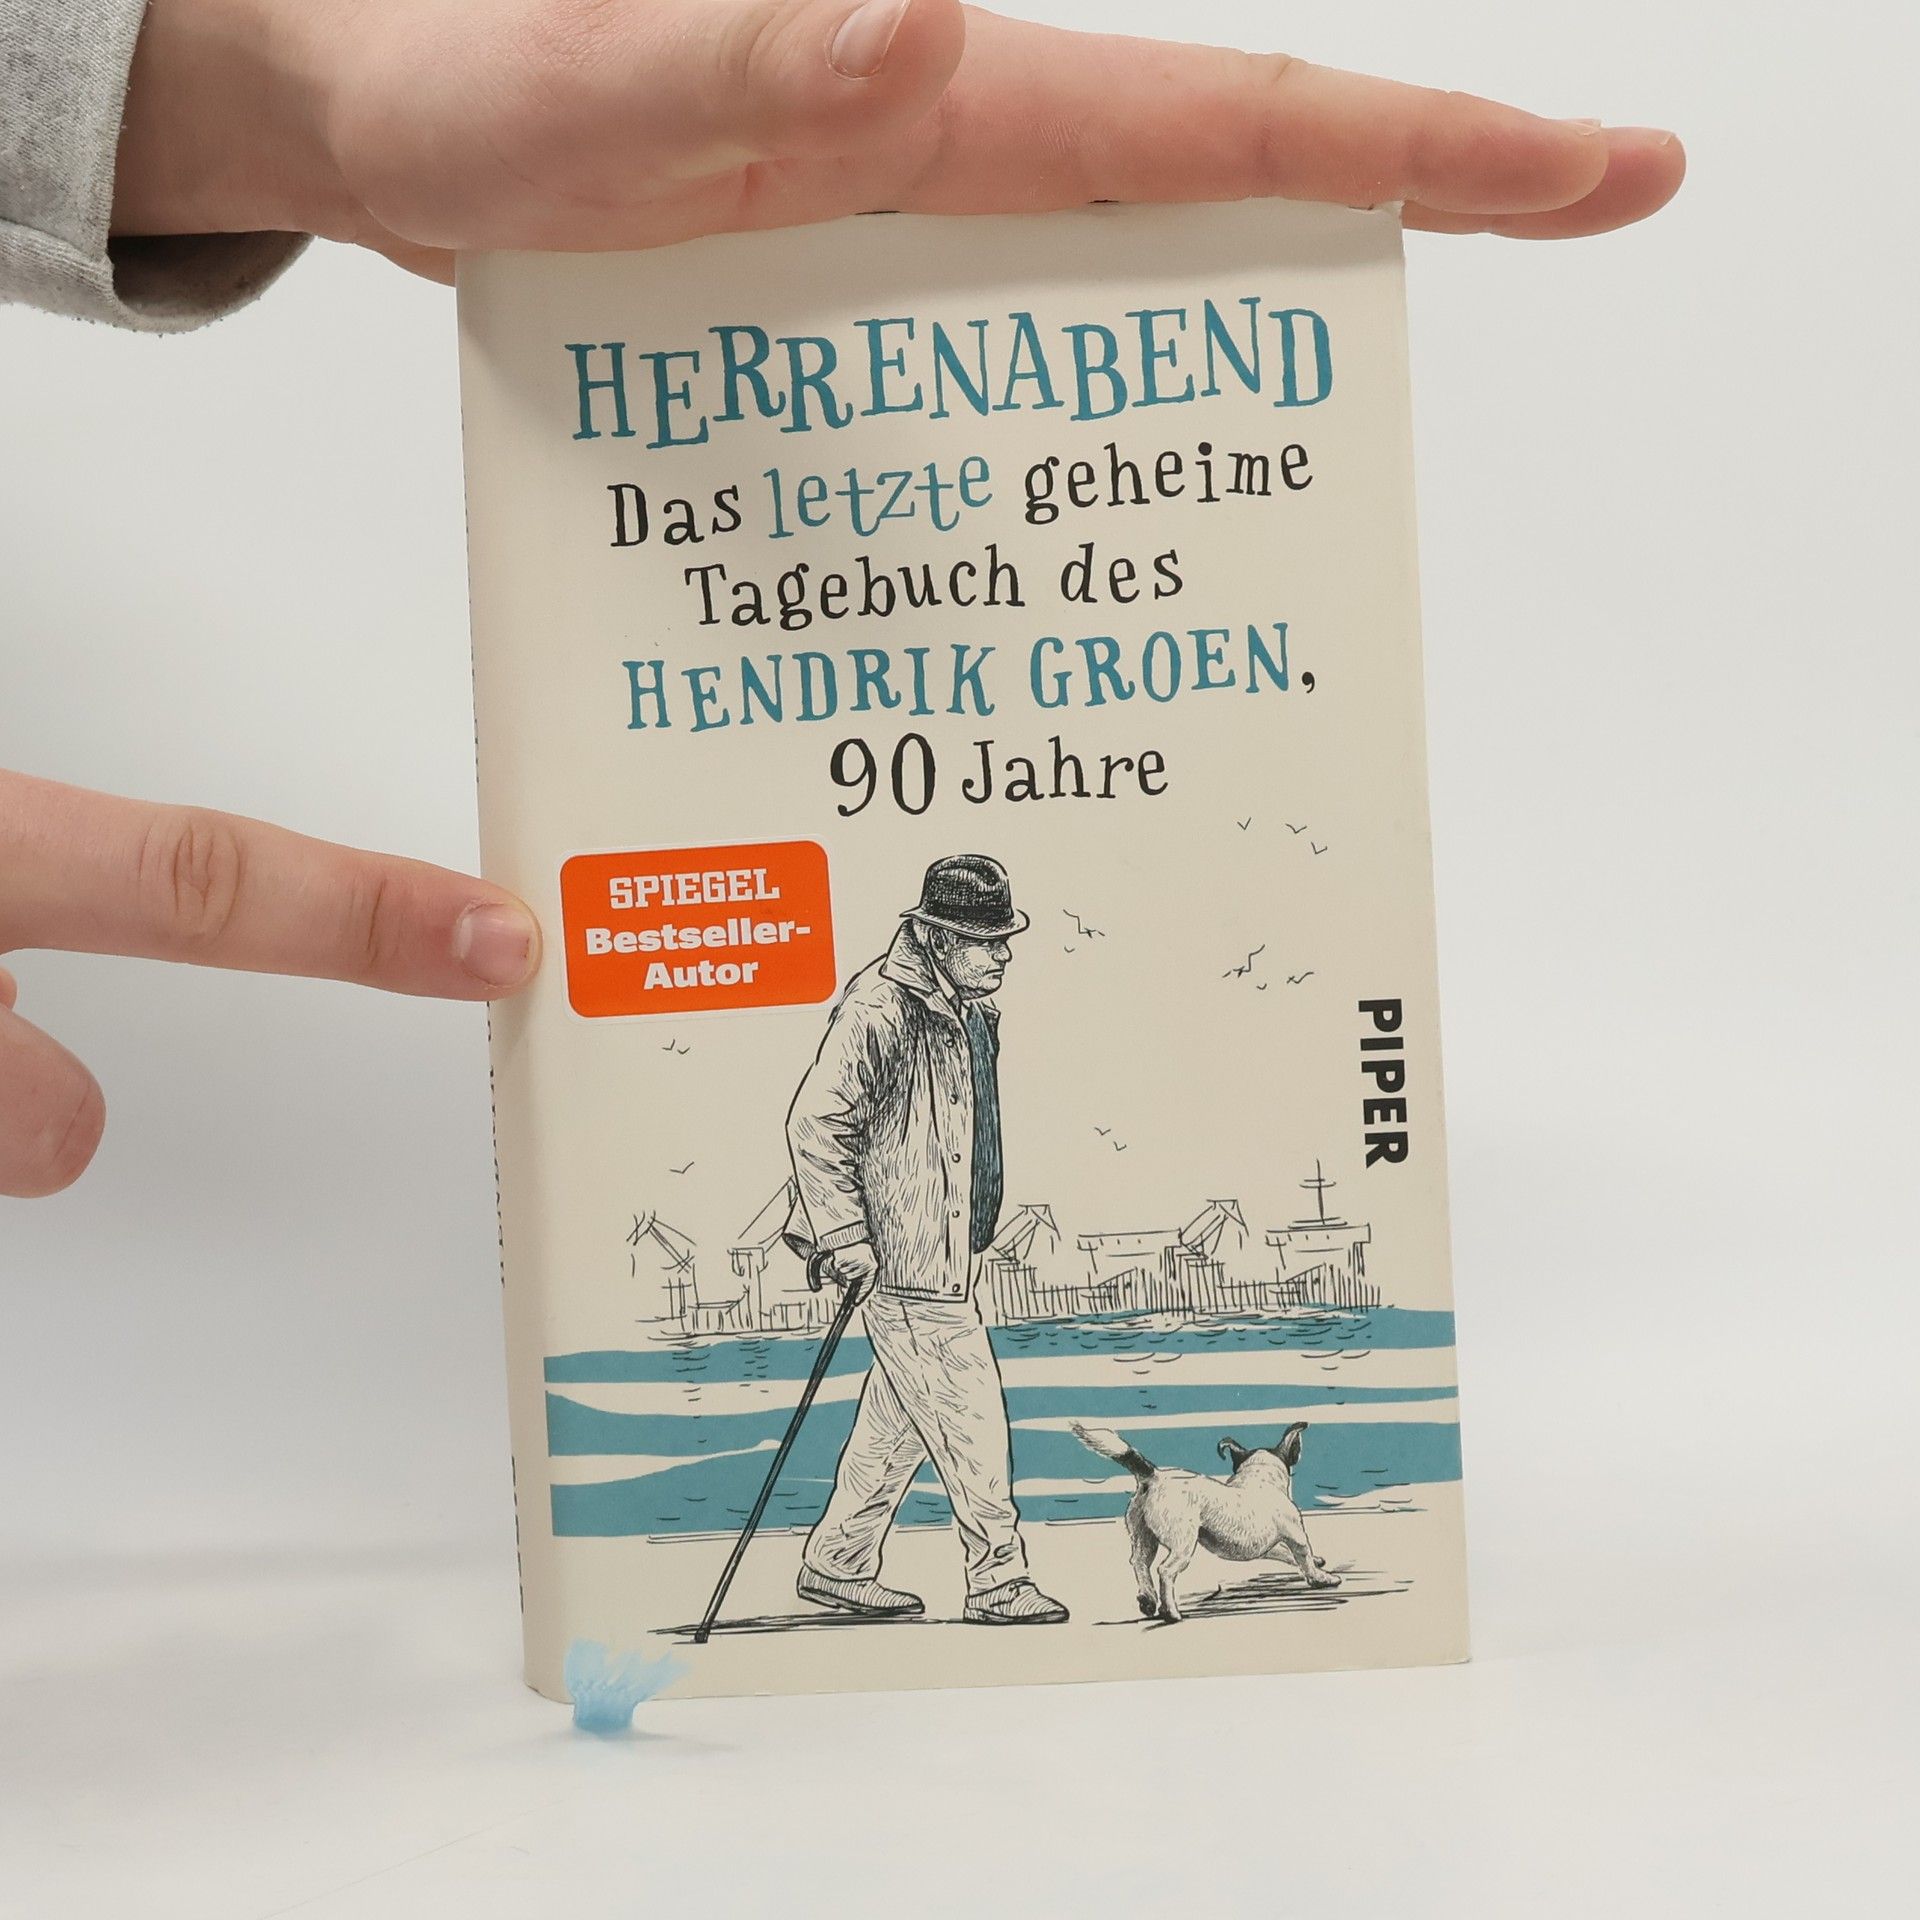 HERRENABEND
Das letzte geheime
Tagebuch des
HENDRIK GROEN,
90 Jahre
SPIEGEL
Bestseller-
Autor
PIPER